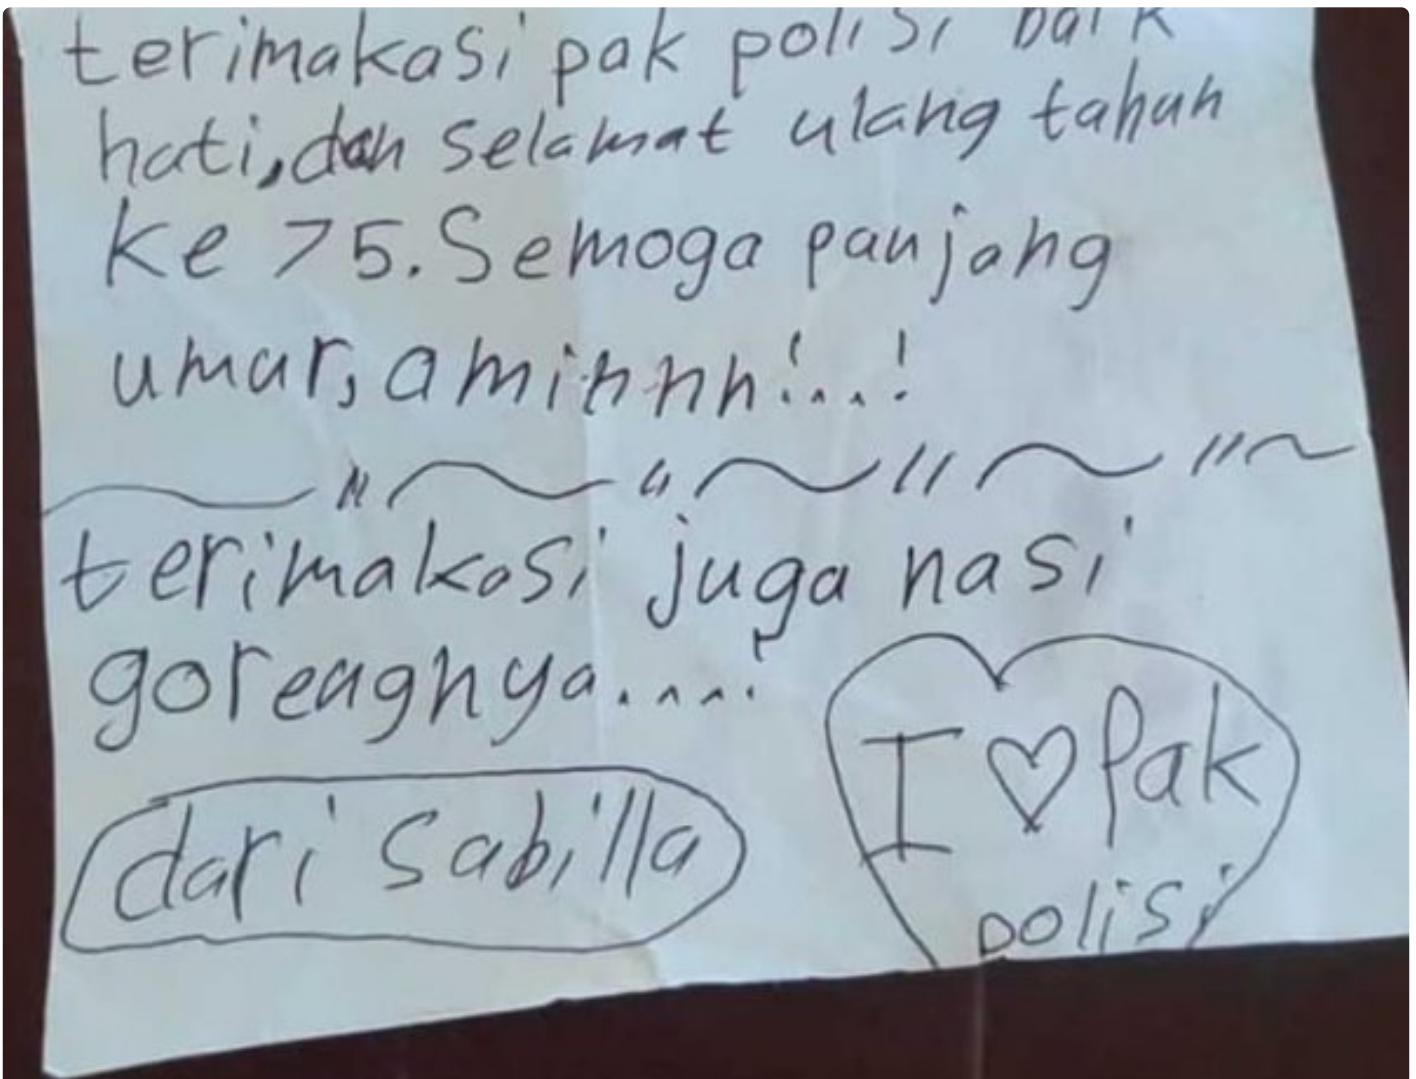 terimakasi pak polisi baik
hati, dan selamat ulang tahun
ke 75. Semoga panjang
umur, aminnnn!...!
terimakasi juga nasi
goreagnya....!
dari Sabilla
I ♡ Pak
polisi